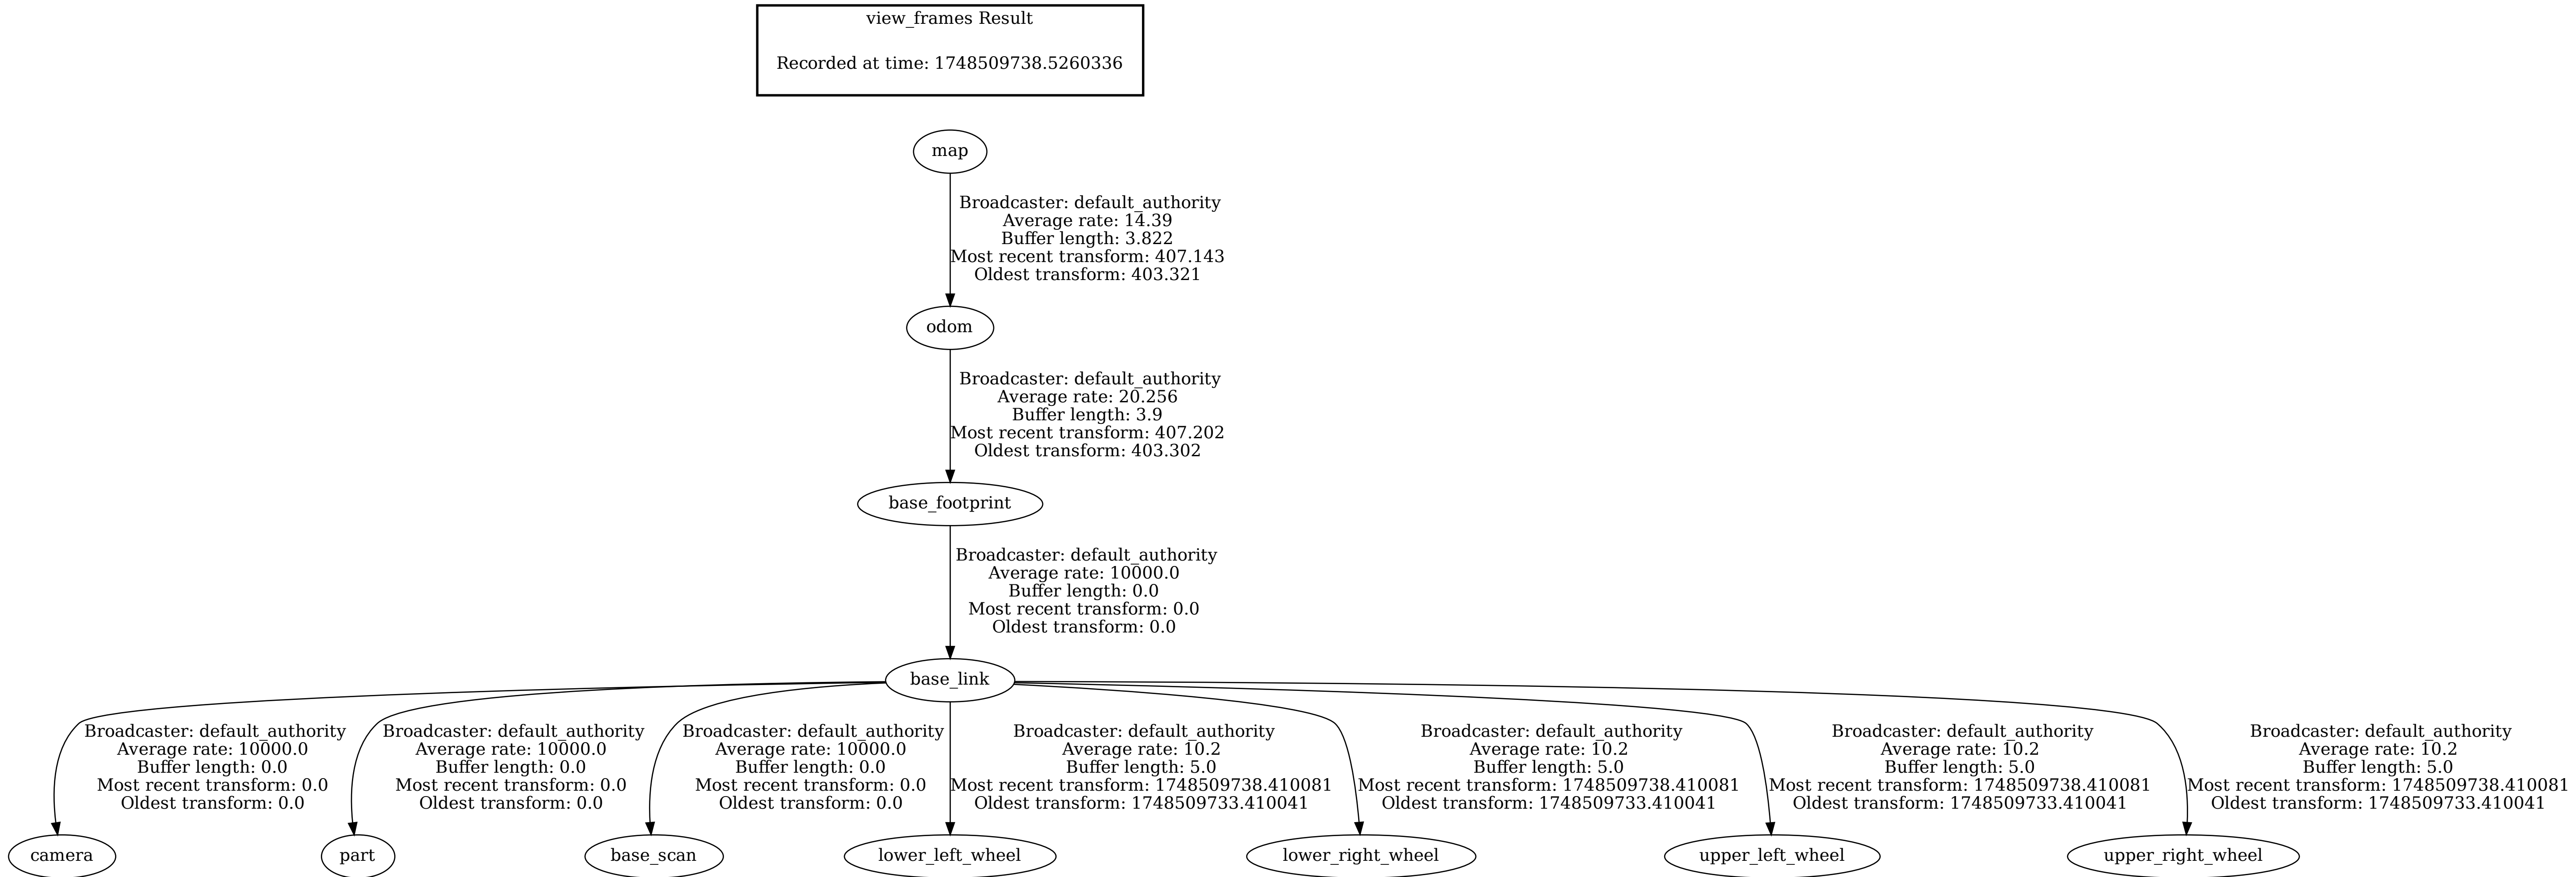 view_frames Result
Recorded at time: 1748509738.5260336
map
Broadcaster: default_authority
Average rate: 14.39
Buffer length: 3.822
Most recent transform: 407.143
Oldest transform: 403.321
odom
Broadcaster: default_authority
Average rate: 20.256
Buffer length: 3.9
Most recent transform: 407.202
Oldest transform: 403.302
base_footprint
Broadcaster: default_authority
Average rate: 10000.0
Buffer length: 0.0
Most recent transform: 0.0
Oldest transform: 0.0
base_link
Broadcaster: default_authority
Average rate: 10000.0
Buffer length: 0.0
Most recent transform: 0.0
Oldest transform: 0.0
Broadcaster: default_authority
Average rate: 10000.0
Buffer length: 0.0
Most recent transform: 0.0
Oldest transform: 0.0
Broadcaster: default_authority
Average rate: 10000.0
Buffer length: 0.0
Most recent transform: 0.0
Oldest transform: 0.0
Broadcaster: default_authority
Average rate: 10.2
Buffer length: 5.0
Most recent transform: 1748509738.410081
Oldest transform: 1748509733.410041
Broadcaster: default_authority
Average rate: 10.2
Buffer length: 5.0
Most recent transform: 1748509738.410081
Oldest transform: 1748509733.410041
Broadcaster: default_authority
Average rate: 10.2
Buffer length: 5.0
Most recent transform: 1748509738.410081
Oldest transform: 1748509733.410041
Broadcaster: default_authority
Average rate: 10.2
Buffer length: 5.0
Most recent transform: 1748509738.410081
Oldest transform: 1748509733.410041
camera
part
base_scan
lower_left_wheel
lower_right_wheel
upper_left_wheel
upper_right_wheel